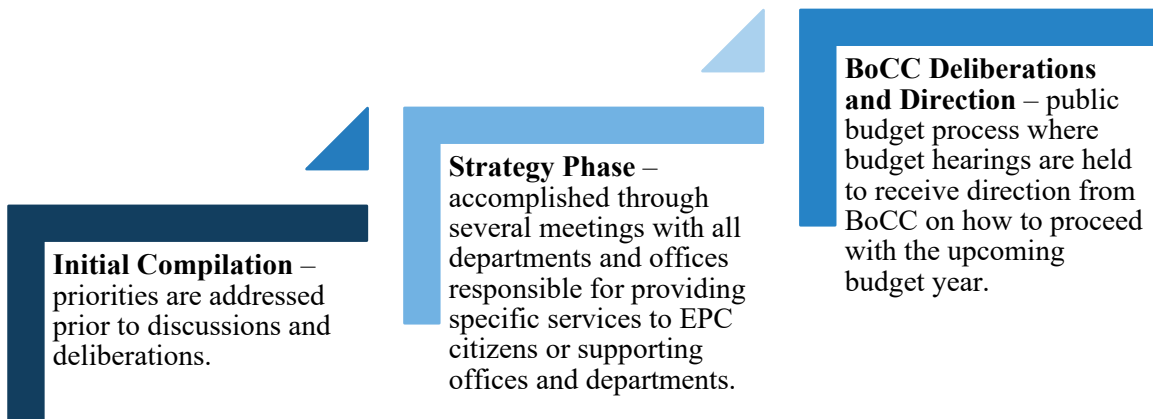 Initial Compilation –
priorities are addressed
prior to discussions and
deliberations.
Strategy Phase –
accomplished through
several meetings with all
departments and offices
responsible for providing
specific services to EPC
citizens or supporting
offices and departments.
BoCC Deliberations
and Direction – public
budget process where
budget hearings are held
to receive direction from
BoCC on how to proceed
with the upcoming
budget year.